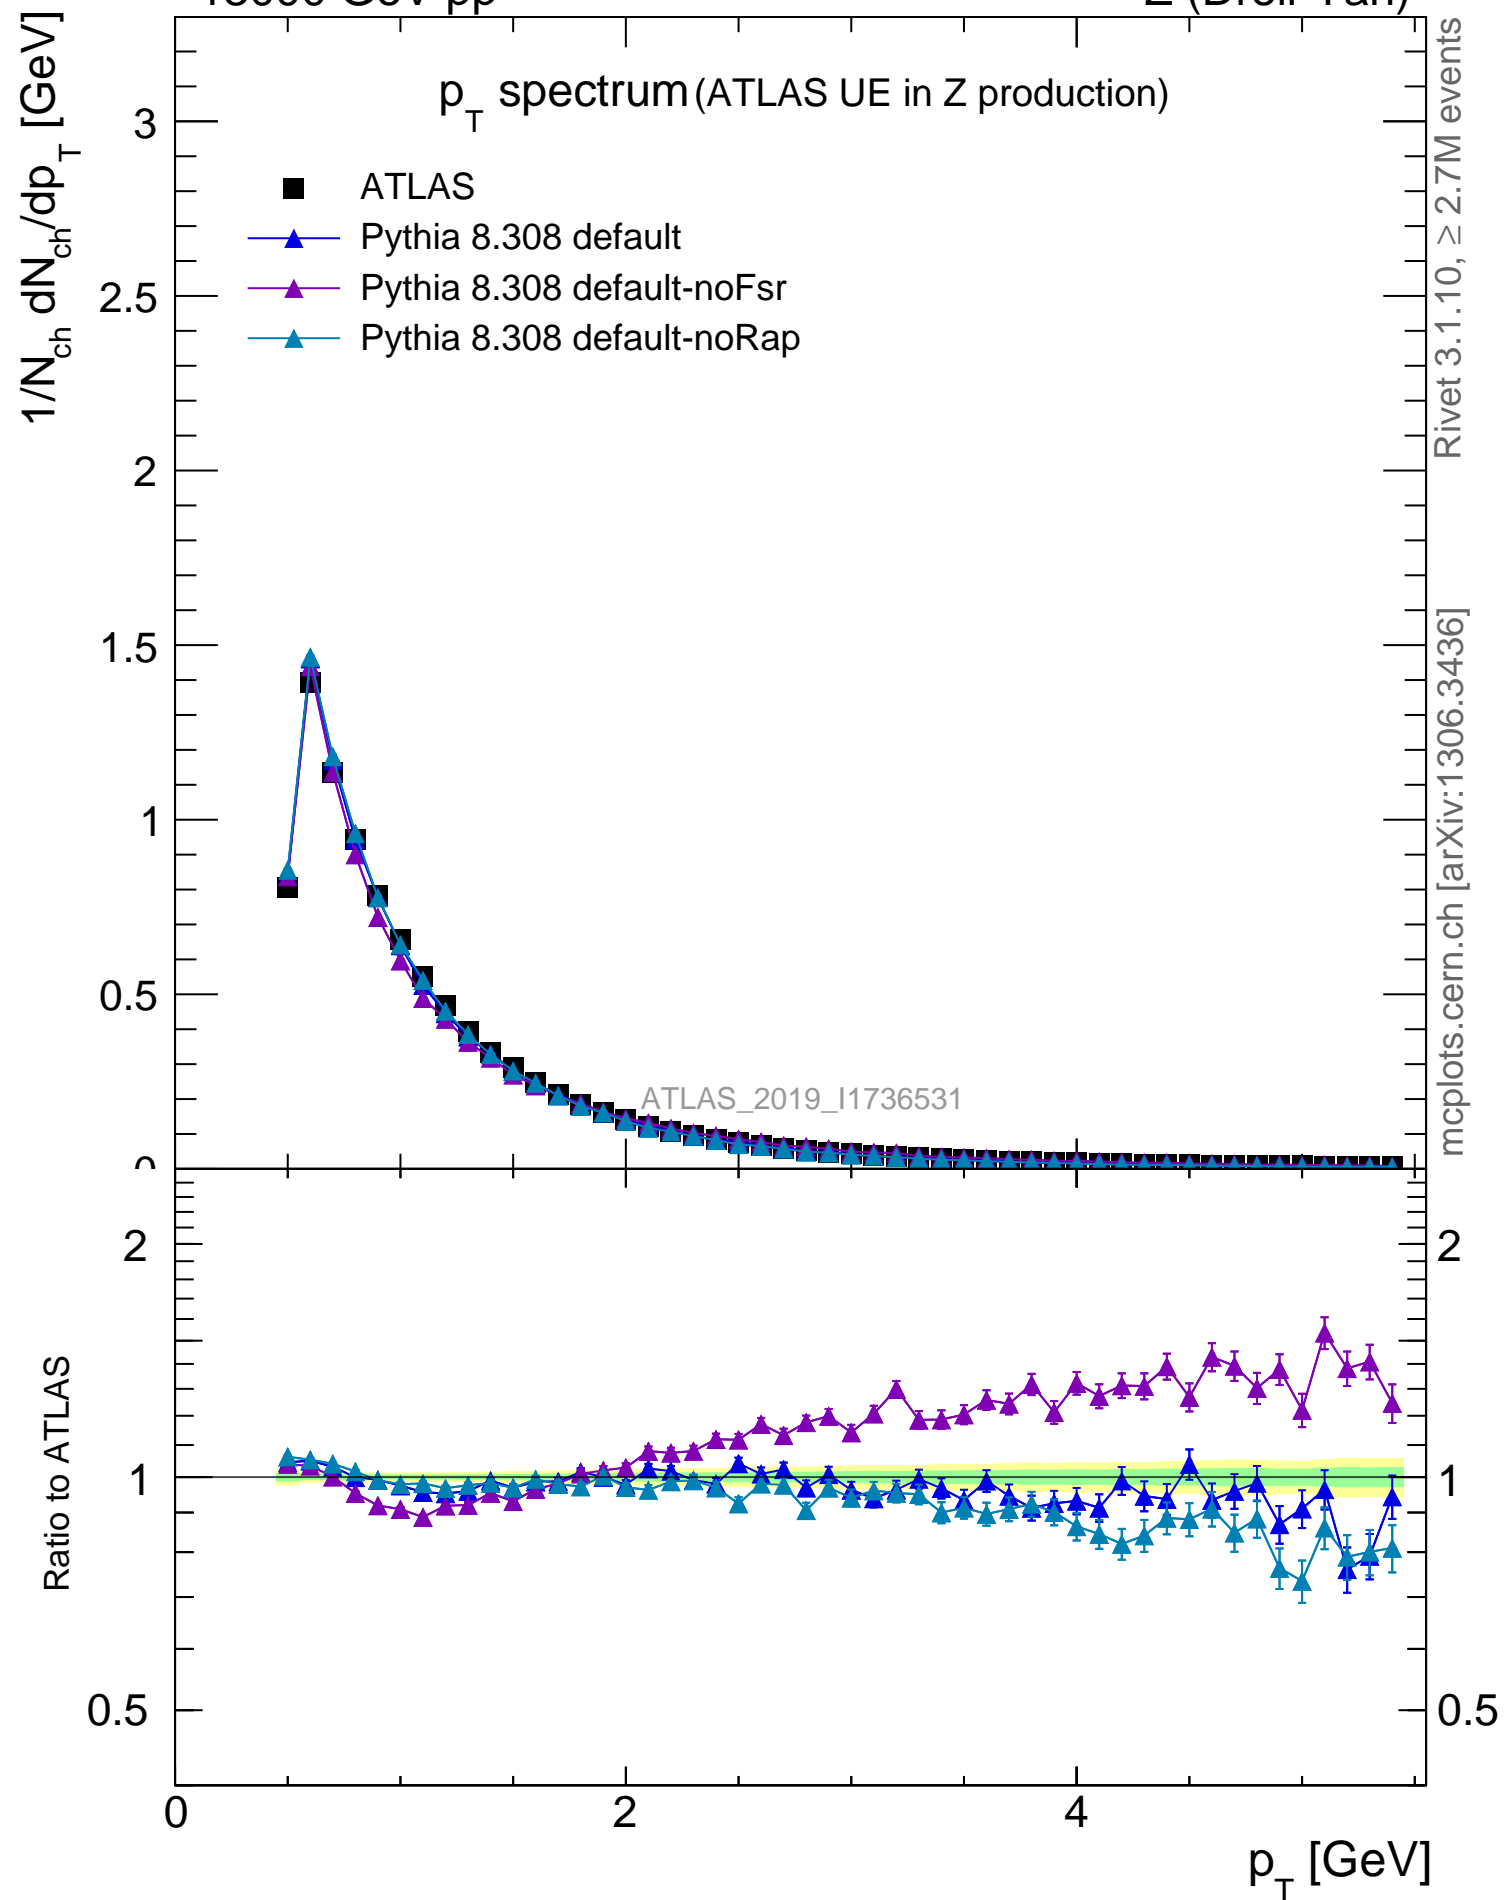 p_T spectrum (ATLAS UE in Z production)
ATLAS
Pythia 8.308 default
Pythia 8.308 default-noFsr
Pythia 8.308 default-noRap
1/N_ch dN_ch/dp_T [GeV]
3
2.5
2
1.5
1
0.5
ATLAS_2019_I1736531
Rivet 3.1.10, ≥ 2.7M events
mcplots.cern.ch [arXiv:1306.3436]
Ratio to ATLAS
2
1
0.5
2
1
0.5
0
2
4
p_T [GeV]